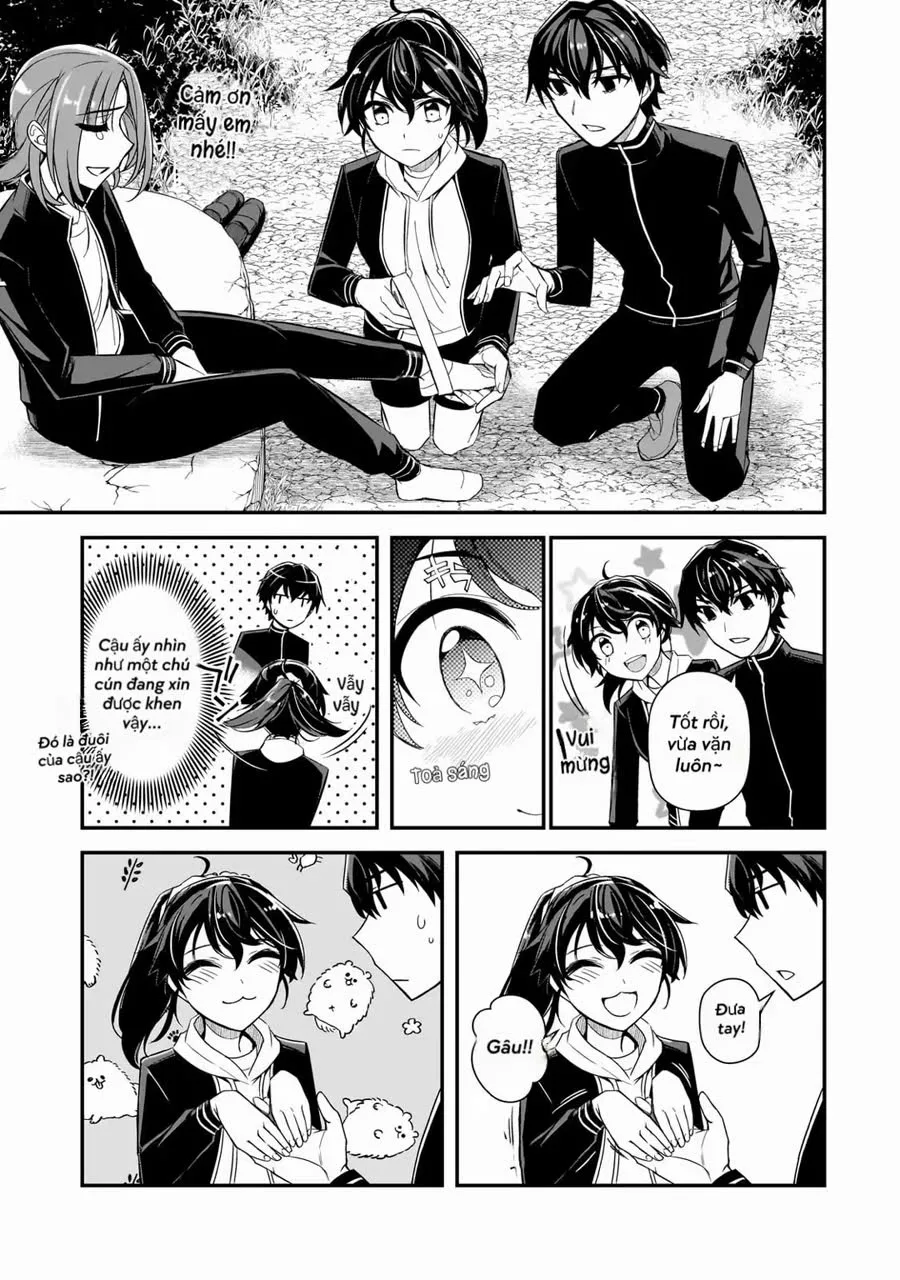 Cảm ơn
mấy em
nhé!!
Tốt rồi,
vừa vặn
luôn~
Vui
mừng
Toả sáng
Vẫy
vẫy
Cậu ấy nhìn
như một chú
cún đang xin
được khen
vậy...
Đó là đuôi
của cậu ấy
sao?!
Đưa
tay!
Gâu!!